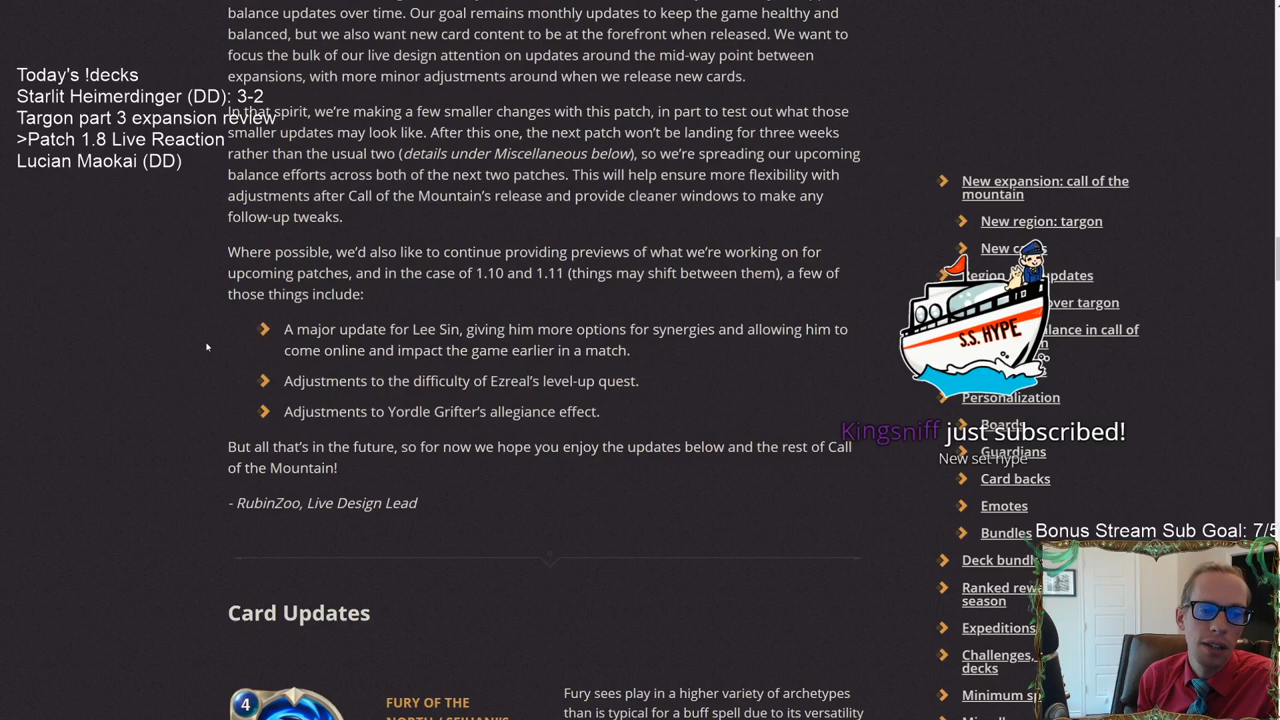 balance updates over time. Our goal remains monthly updates to keep the game healthy and
balanced, but we also want new card content to be at the forefront when released. We want to
focus the bulk of our live design attention on updates around the mid-way point between
expansions, with more minor adjustments around when we release new cards.
Today's !decks
Starlit Heimerdinger (DD): 3-2
Targon part 3 expansion review
>Patch 1.8 Live Reaction
Lucian Maokai (DD)
In that spirit, we're making a few smaller changes with this patch, in part to test out what those
smaller updates may look like. After this one, the next patch won't be landing for three weeks
rather than the usual two (details under Miscellaneous below), so we're spreading our upcoming
balance efforts across both of the next two patches. This will help ensure more flexibility with
adjustments after Call of the Mountain's release and provide cleaner windows to make any
follow-up tweaks.
Where possible, we'd also like to continue providing previews of what we're working on for
upcoming patches, and in the case of 1.10 and 1.11 (things may shift between them), a few of
those things include:
A major update for Lee Sin, giving him more options for synergies and allowing him to
come online and impact the game earlier in a match.
Adjustments to the difficulty of Ezreal's level-up quest.
Adjustments to Yordle Grifter's allegiance effect.
But all that's in the future, so for now we hope you enjoy the updates below and the rest of Call
of the Mountain!
- RubinZoo, Live Design Lead
Card Updates
4
FURY OF THE
Fury sees play in a higher variety of archetypes
than is typical for a buff spell due to its versatility
New expansion: call of the
mountain
New region: targon
New
updates
over targon
balance in call of
S.S. HYPE
Personalization
Boards
Kingsniff just subscribed!
New set hype
Guardians
Card backs
Emotes
Bundles
Bonus Stream Sub Goal: 7/5
Deck bund
Ranked rew
season
Expeditions
Challenges,
decks
Minimum sp